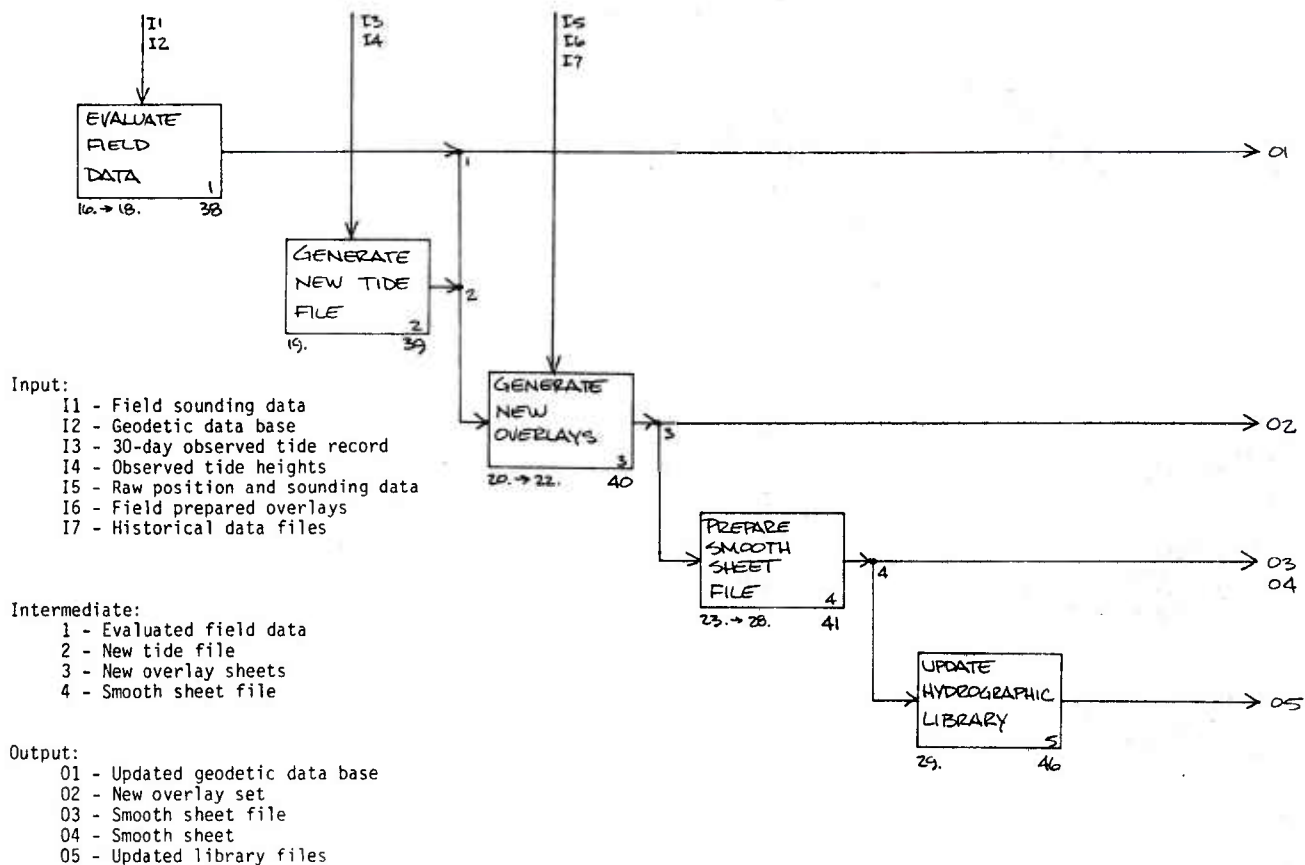 I1
I2
I3
I4
I5
I6
I7
EVALUATE
FIELD
DATA
1
16.→18.
38
1
O1
GENERATE
NEW TIDE
FILE
2
19.
39
2
GENERATE
NEW
OVERLAYS
3
20.→22.
40
3
O2
PREPARE
SMOOTH
SHEET
FILE
4
23.→28.
41
4
O3
O4
UPDATE
HYDROGRAPHIC
LIBRARY
5
29.
46
O5
Input:
I1 - Field sounding data
I2 - Geodetic data base
I3 - 30-day observed tide record
I4 - Observed tide heights
I5 - Raw position and sounding data
I6 - Field prepared overlays
I7 - Historical data files
Intermediate:
1 - Evaluated field data
2 - New tide file
3 - New overlay sheets
4 - Smooth sheet file
Output:
O1 - Updated geodetic data base
O2 - New overlay set
O3 - Smooth sheet file
O4 - Smooth sheet
O5 - Updated library files